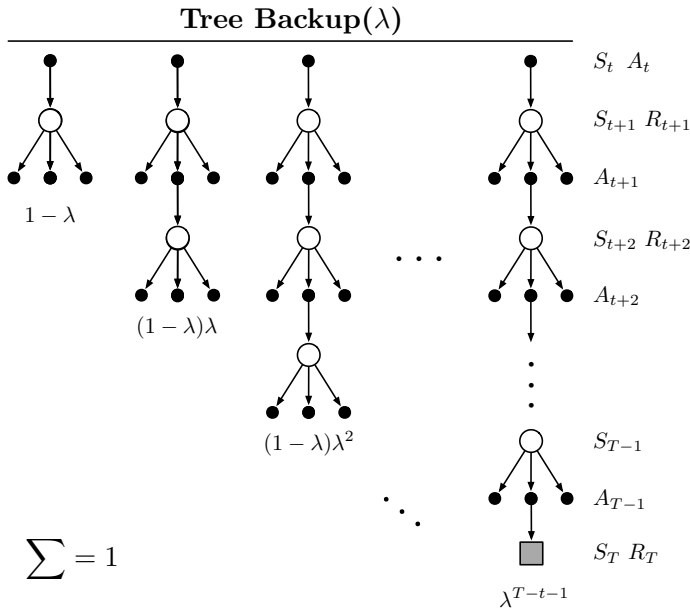 Tree Backup(λ)
S_t A_t
S_{t+1} R_{t+1}
A_{t+1}
1 − λ
S_{t+2} R_{t+2}
. . .
A_{t+2}
(1 − λ)λ
(1 − λ)λ^2
S_{T−1}
A_{T−1}
∑ = 1
S_T R_T
λ^{T−t−1}